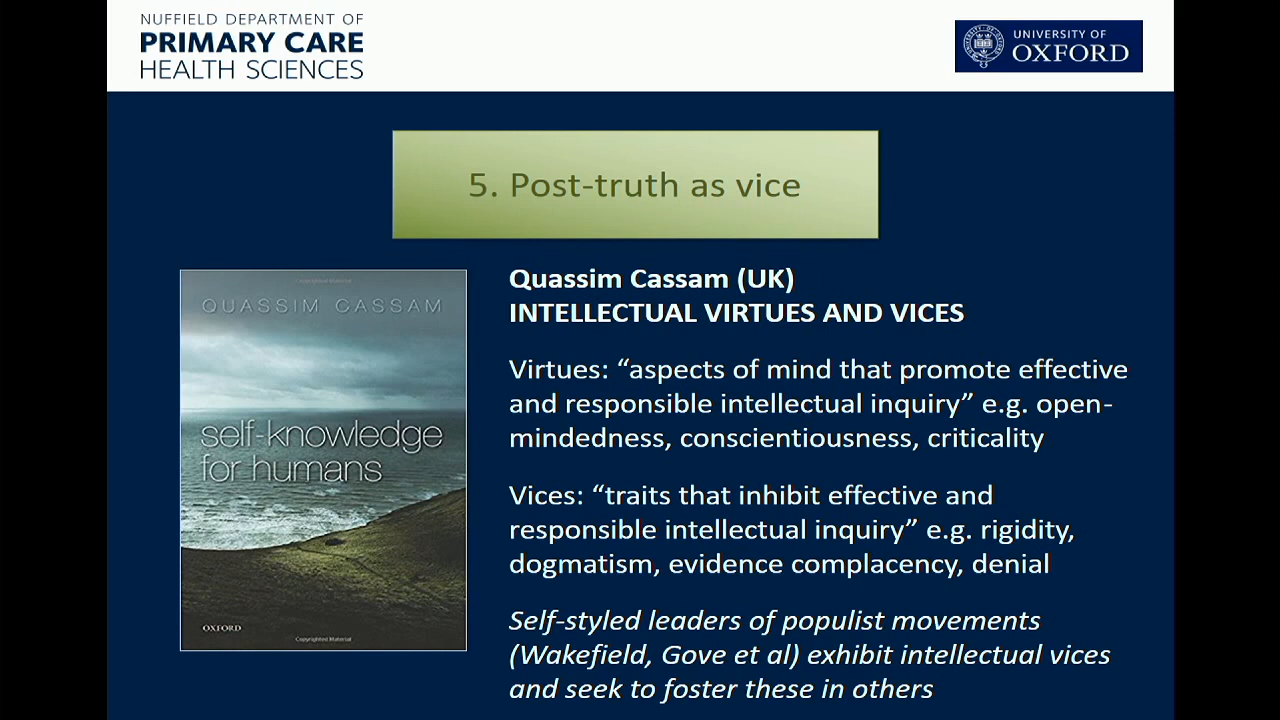 NUFFIELD DEPARTMENT OF
PRIMARY CARE
HEALTH SCIENCES
UNIVERSITY OF
OXFORD
5. Post-truth as vice
QUASSIM CASSAM
self-knowledge
for humans
OXFORD
Copyrighted Material
Quassim Cassam (UK)
INTELLECTUAL VIRTUES AND VICES
Virtues: “aspects of mind that promote effective
and responsible intellectual inquiry” e.g. open-
mindedness, conscientiousness, criticality
Vices: “traits that inhibit effective and
responsible intellectual inquiry” e.g. rigidity,
dogmatism, evidence complacency, denial
Self-styled leaders of populist movements
(Wakefield, Gove et al) exhibit intellectual vices
and seek to foster these in others